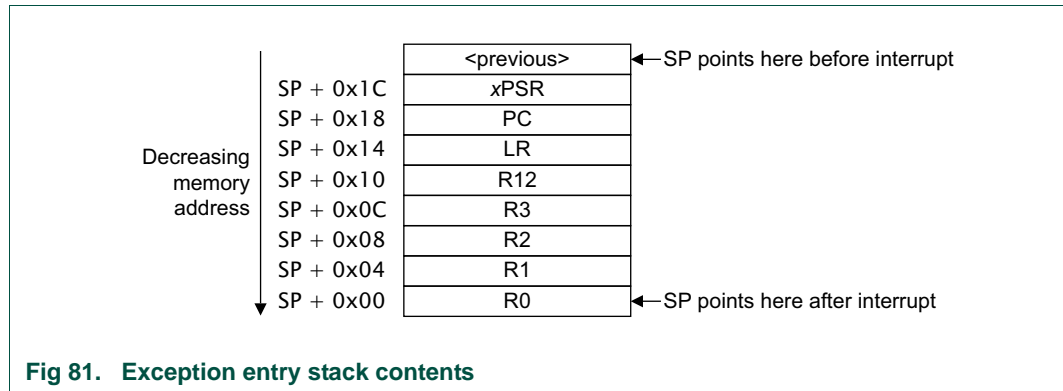 <previous> SP points here before interrupt
SP + 0x1C xPSR
SP + 0x18 PC
SP + 0x14 LR
Decreasing
memory
address
SP + 0x10 R12
SP + 0x0C R3
SP + 0x08 R2
SP + 0x04 R1
SP + 0x00 R0 SP points here after interrupt
Fig 81. Exception entry stack contents